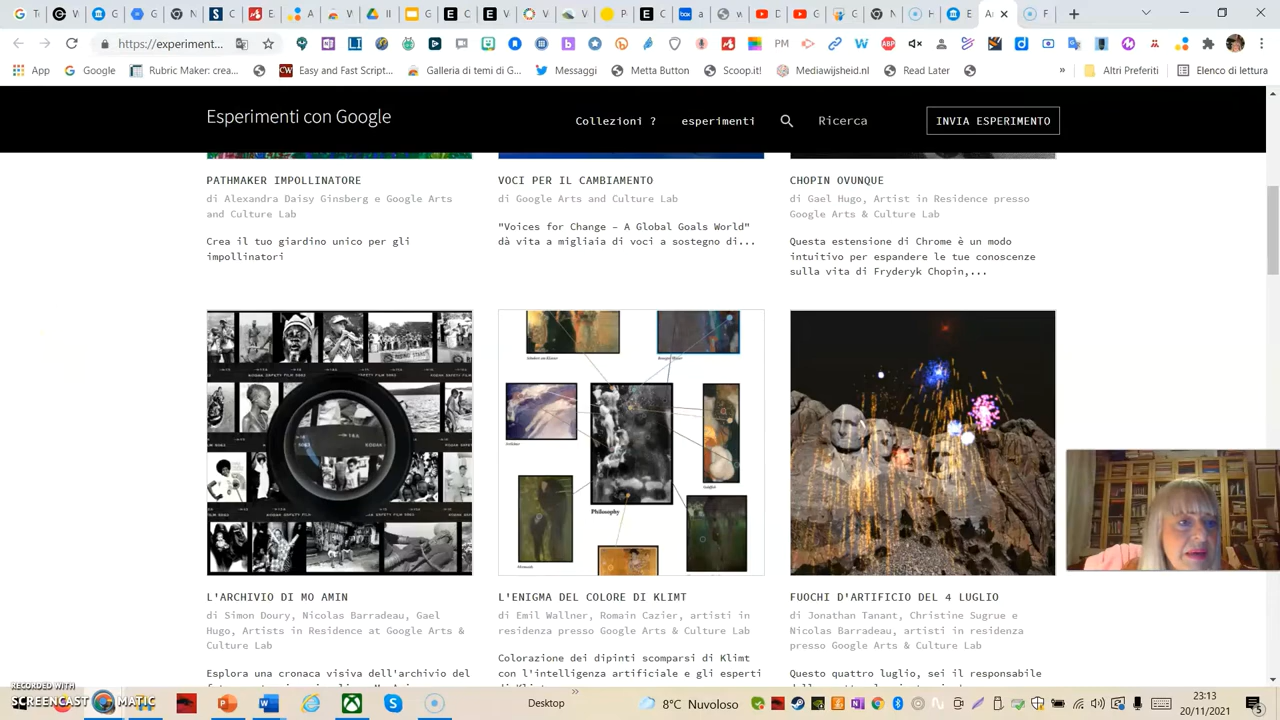 https://experiment...
App
Google
Rubric Maker: crea...
Easy and Fast Script...
Galleria di temi di G...
Messaggi
Metta Button
Scoop.it!
Mediawijsheid.nl
Read Later
»
Altri Preferiti
Elenco di lettura
Esperimenti con Google
Collezioni ?
esperimenti
Ricerca
INVIA ESPERIMENTO
PATHMAKER IMPOLLINATORE
di Alexandra Daisy Ginsberg e Google Arts
and Culture Lab
Crea il tuo giardino unico per gli
impollinatori
VOCI PER IL CAMBIAMENTO
di Google Arts and Culture Lab
"Voices for Change – A Global Goals World"
dà vita a migliaia di voci a sostegno di...
CHOPIN OVUNQUE
di Gael Hugo, Artist in Residence presso
Google Arts & Culture Lab
Questa estensione di Chrome è un modo
intuitivo per espandere le tue conoscenze
sulla vita di Fryderyk Chopin,...
Philosophy
L'ARCHIVIO DI MO AMIN
di Simon Doury, Nicolas Barradeau, Gael
Hugo, Artists in Residence at Google Arts &
Culture Lab
Esplora una cronaca visiva dell'archivio del
L'ENIGMA DEL COLORE DI KLIMT
di Emil Wallner, Romain Cazier, artisti in
residenza presso Google Arts & Culture Lab
Colorazione dei dipinti scomparsi di Klimt
con l'intelligenza artificiale e gli esperti
FUOCHI D'ARTIFICIO DEL 4 LUGLIO
di Jonathan Tanant, Christine Sugrue e
Nicolas Barradeau, artisti in residenza
presso Google Arts & Culture Lab
Questo quattro luglio, sei il responsabile
RECORDED WITH
SCREENCAST MATIC
Desktop
»
8°C Nuvoloso
23:13
20/11/2021
5